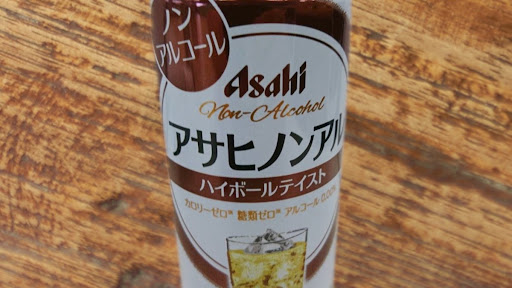 ノン
アルコール
Asahi
Non-Alcohol
アサヒノンアル
ハイボールテイスト
カロリーゼロ※ 糖類ゼロ※ アルコール 0.00%